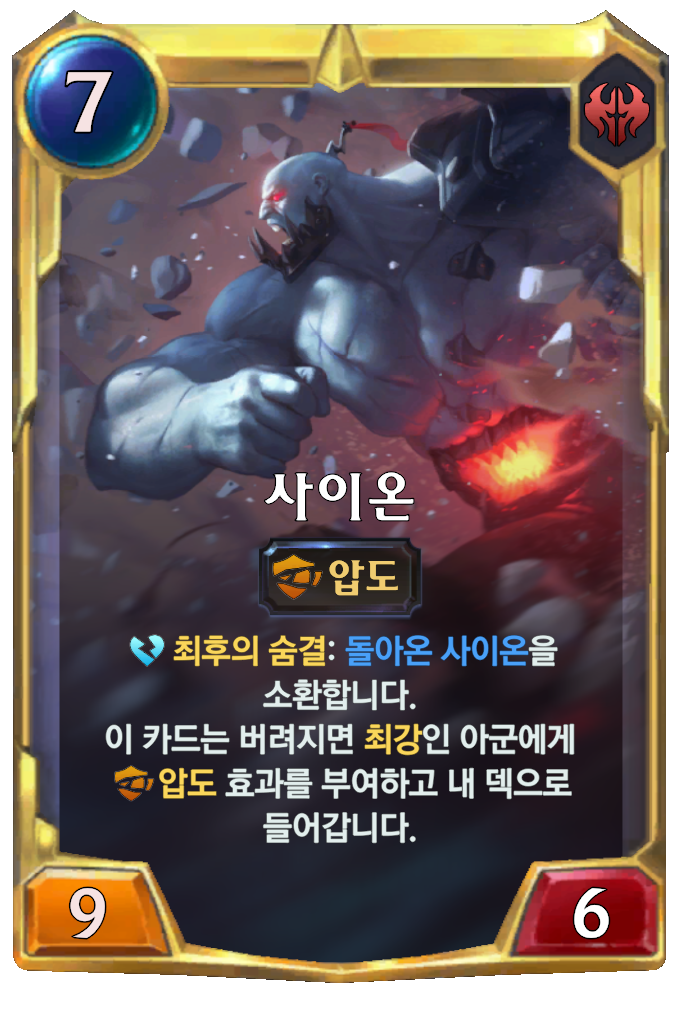 7
사이온
압도
최후의 숨결: 돌아온 사이온을
소환합니다.
이 카드는 버려지면 최강인 아군에게
압도 효과를 부여하고 내 덱으로
들어갑니다.
9
6